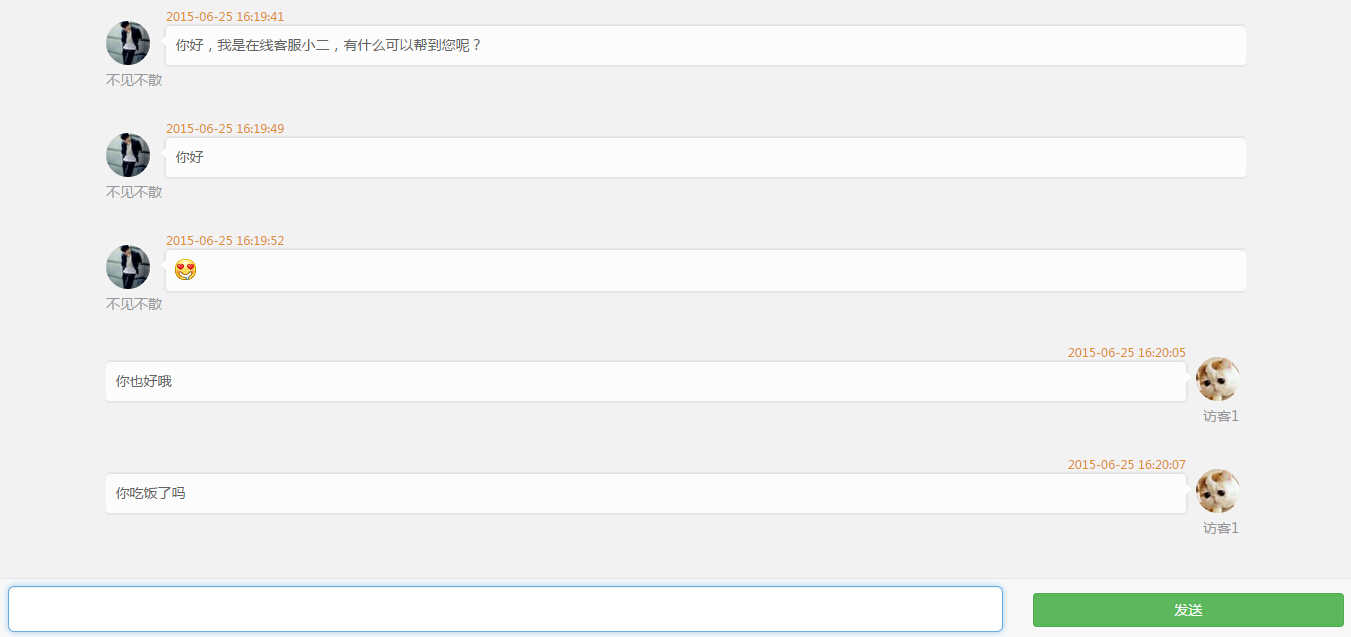 2015-06-25 16:19:41
你好，我是在线客服小二，有什么可以帮到您呢？
不见不散
2015-06-25 16:19:49
你好
不见不散
2015-06-25 16:19:52
不见不散
2015-06-25 16:20:05
你也好哦
访客1
2015-06-25 16:20:07
你吃饭了吗
访客1
发送